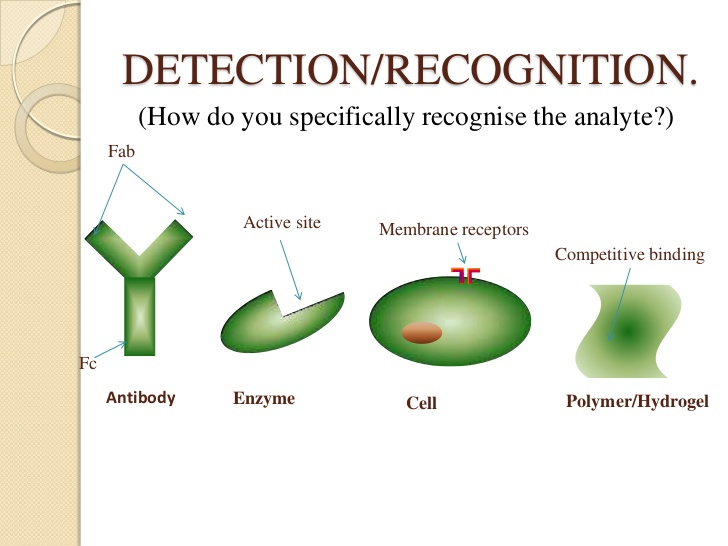 DETECTION/RECOGNITION.
(How do you specifically recognise the analyte?)
Fab
Active site
Membrane receptors
Competitive binding
Fc
Antibody
Enzyme
Cell
Polymer/Hydrogel